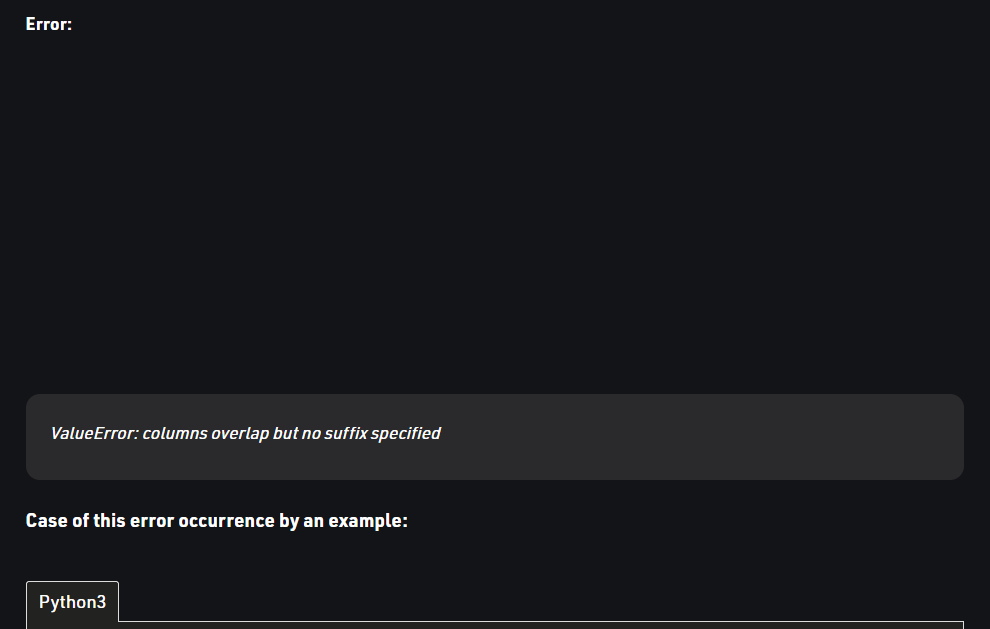 Error:
ValueError: columns overlap but no suffix specified
Case of this error occurrence by an example:
Python3